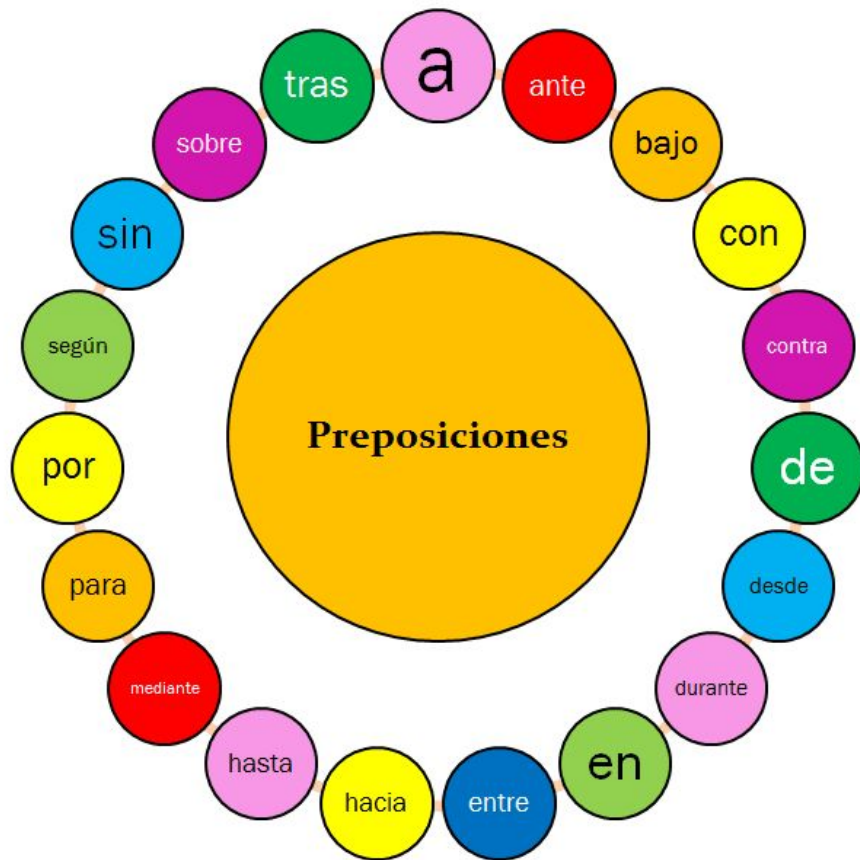 a
ante
bajo
con
contra
de
desde
durante
en
entre
hacia
hasta
mediante
para
por
según
sin
sobre
tras
Preposiciones